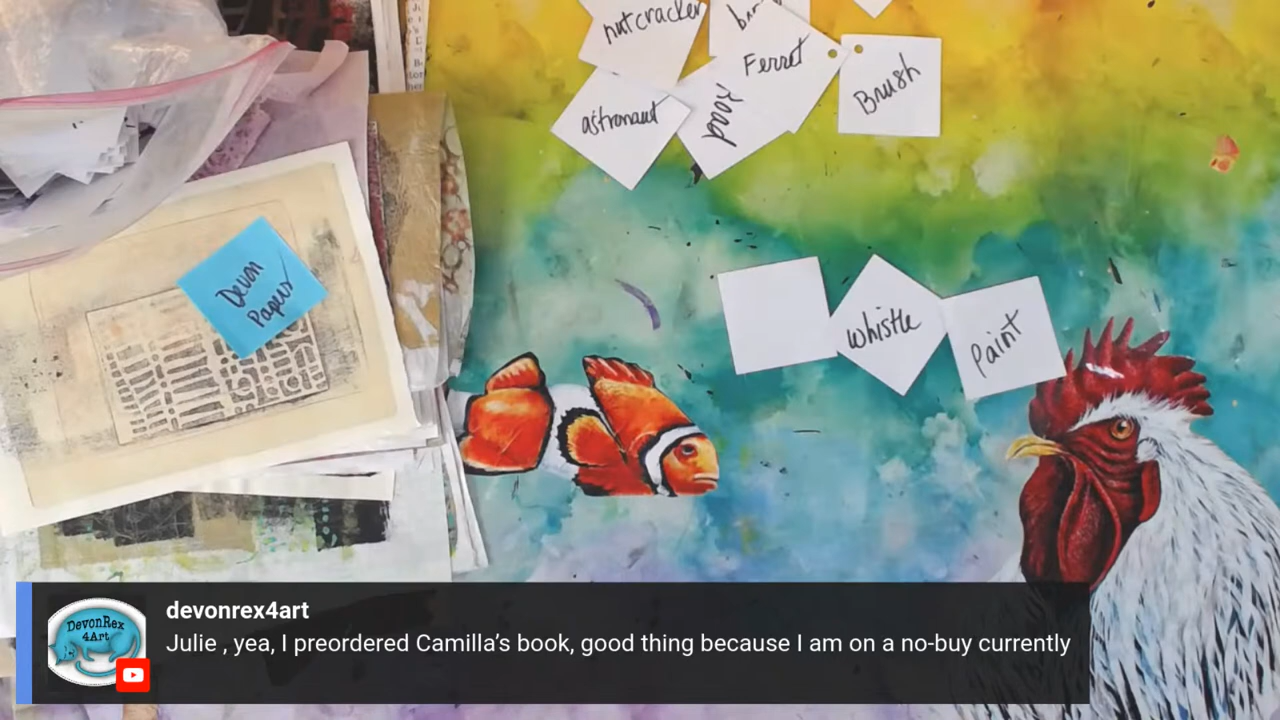 nutcracker
Ferret
Brush
astronaut
pool
Devon
Papers
whistle
Paint
DevonRex
4Art
devonrex4art
Julie , yea, I preordered Camilla’s book, good thing because I am on a no-buy currently